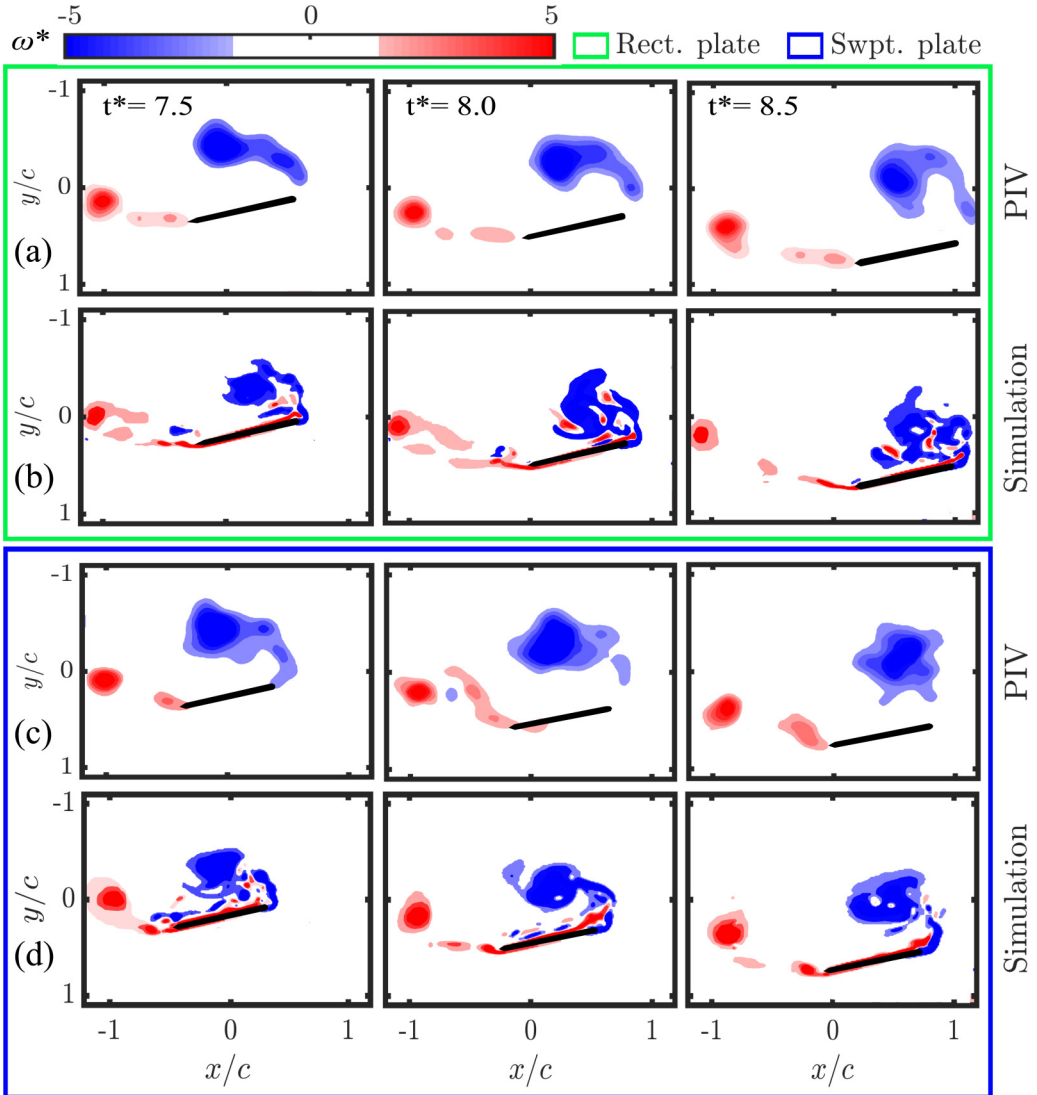 -5 0 5
ω* Rect. plate Swpt. plate
-1 t*= 7.5 t*= 8.0 t*= 8.5
y/c 0 PIV
(a)
1
-1
y/c 0 Simulation
(b)
1
-1
y/c 0 PIV
(c)
1
-1
y/c 0 Simulation
(d)
1
-1 0 1 -1 0 1 -1 0 1
x/c x/c x/c